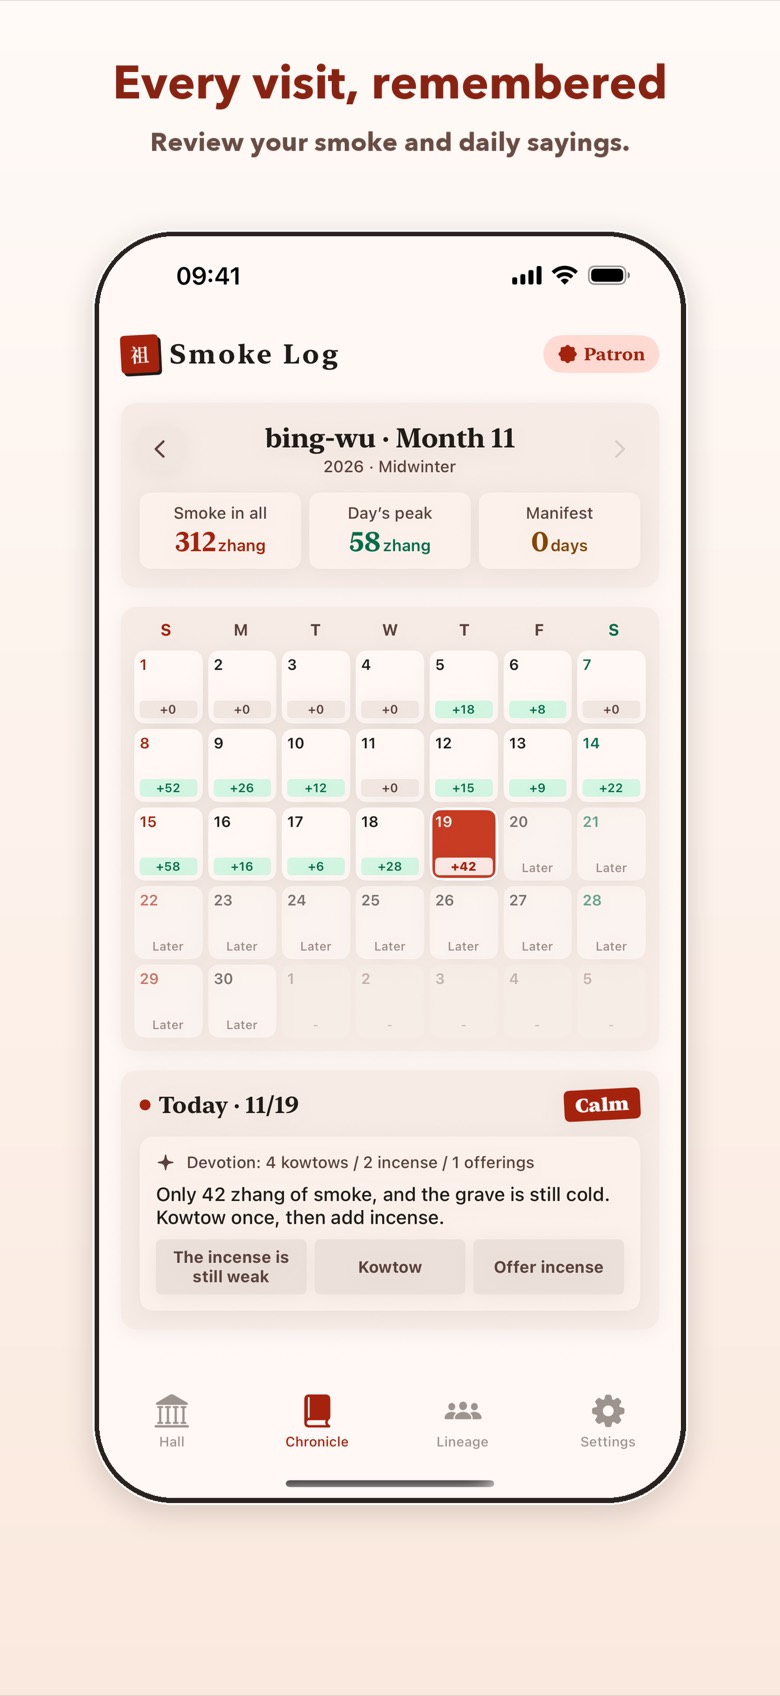 Every visit, remembered
Review your smoke and daily sayings.
09:41
祖 Smoke Log
Patron
bing-wu · Month 11
2026 · Midwinter
Smoke in all
312 zhang
Day's peak
58 zhang
Manifest
0 days
S M T W T F S
1 2 3 4 5 6 7
+0 +0 +0 +0 +18 +8 +0
8 9 10 11 12 13 14
+52 +26 +12 +0 +15 +9 +22
15 16 17 18 19 20 21
+58 +16 +6 +28 +42 Later Later
22 23 24 25 26 27 28
Later Later Later Later Later Later Later
29 30 1 2 3 4 5
Later Later - - - - -
Today · 11/19
Calm
Devotion: 4 kowtows / 2 incense / 1 offerings
Only 42 zhang of smoke, and the grave is still cold.
Kowtow once, then add incense.
The incense is
still weak
Kowtow
Offer incense
Hall
Chronicle
Lineage
Settings